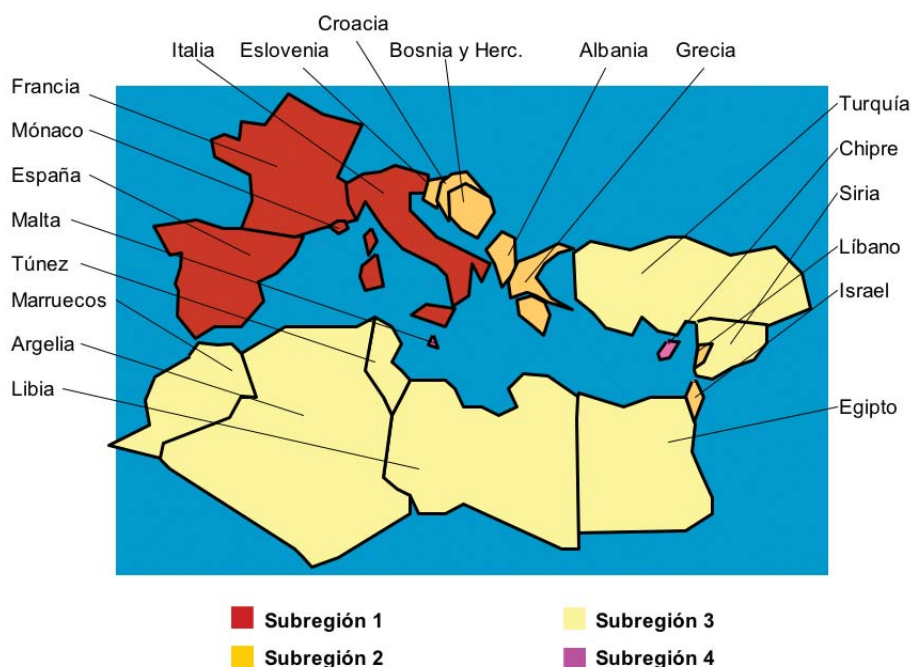 Croacia
Italia
Eslovenia
Bosnia y Herc.
Albania
Grecia
Francia
Mónaco
España
Malta
Túnez
Marruecos
Argelia
Libia
Turquía
Chipre
Siria
Líbano
Israel
Egipto
Subregión 1
Subregión 2
Subregión 3
Subregión 4